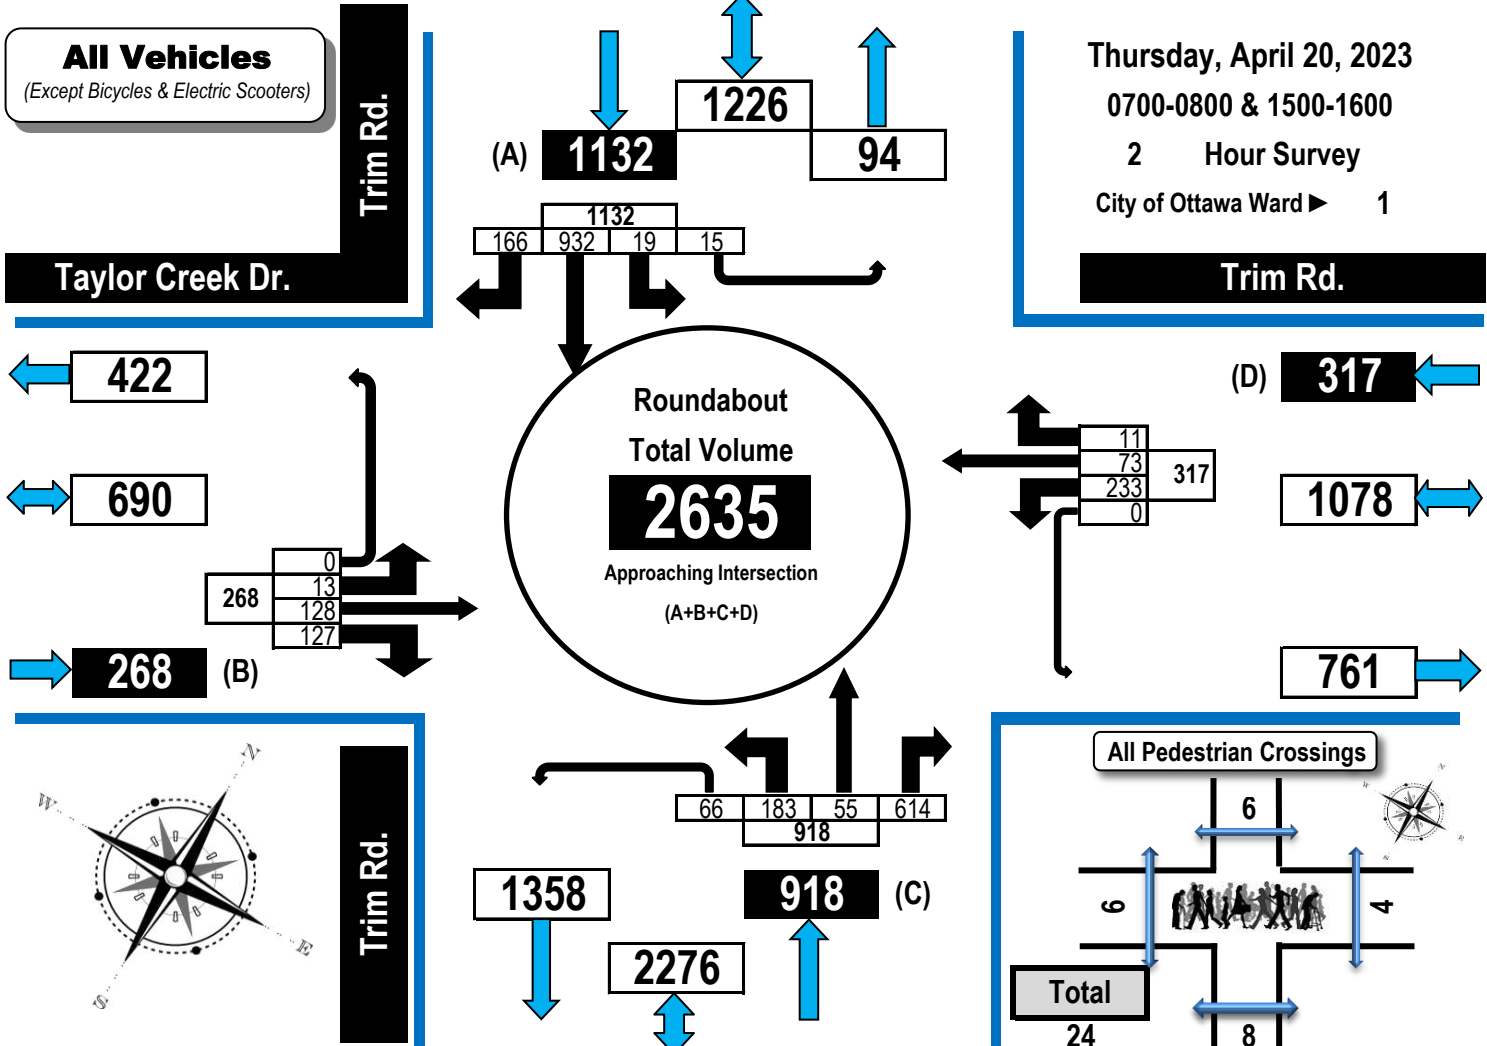 All Vehicles
(Except Bicycles & Electric Scooters)
Trim Rd.
Taylor Creek Dr.
1226
(A) 1132
94
1132
166 932 19 15
Thursday, April 20, 2023
0700-0800 & 1500-1600
2 Hour Survey
City of Ottawa Ward ► 1
Trim Rd.
422
690
0
13
128
127
268
268 (B)
Roundabout
Total Volume
2635
Approaching Intersection
(A+B+C+D)
(D) 317
11
73
233
0
317
1078
761
66 183 55 614
918
1358
918 (C)
2276
Trim Rd.
N
W
E
S
All Pedestrian Crossings
N
W
E
S
6
6
4
8
Total
24